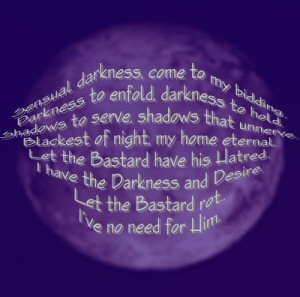 Sensual darkness, come to my bidding.
Darkness to enfold, darkness to hold,
Shadows to serve, shadows that unnerve.
Blackest of night, my home eternal.
Let the Bastard have his Hatred.
I have the Darkness and Desire.
Let the Bastard rot..
I've no need for Him.